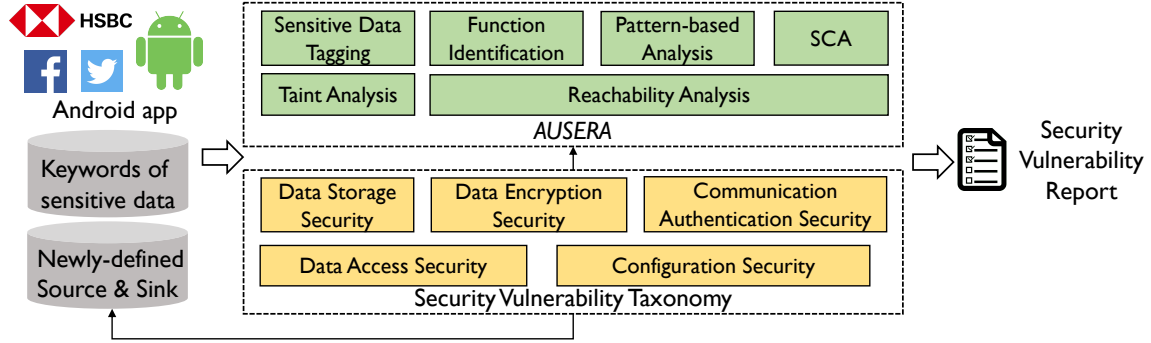 HSBC
Android app
Keywords of
sensitive data
Newly-defined
Source & Sink
Sensitive Data
Tagging
Function
Identification
Pattern-based
Analysis
SCA
Taint Analysis
Reachability Analysis
AUSERA
Data Storage
Security
Data Encryption
Security
Communication
Authentication Security
Data Access Security
Configuration Security
Security Vulnerability Taxonomy
Security
Vulnerability
Report